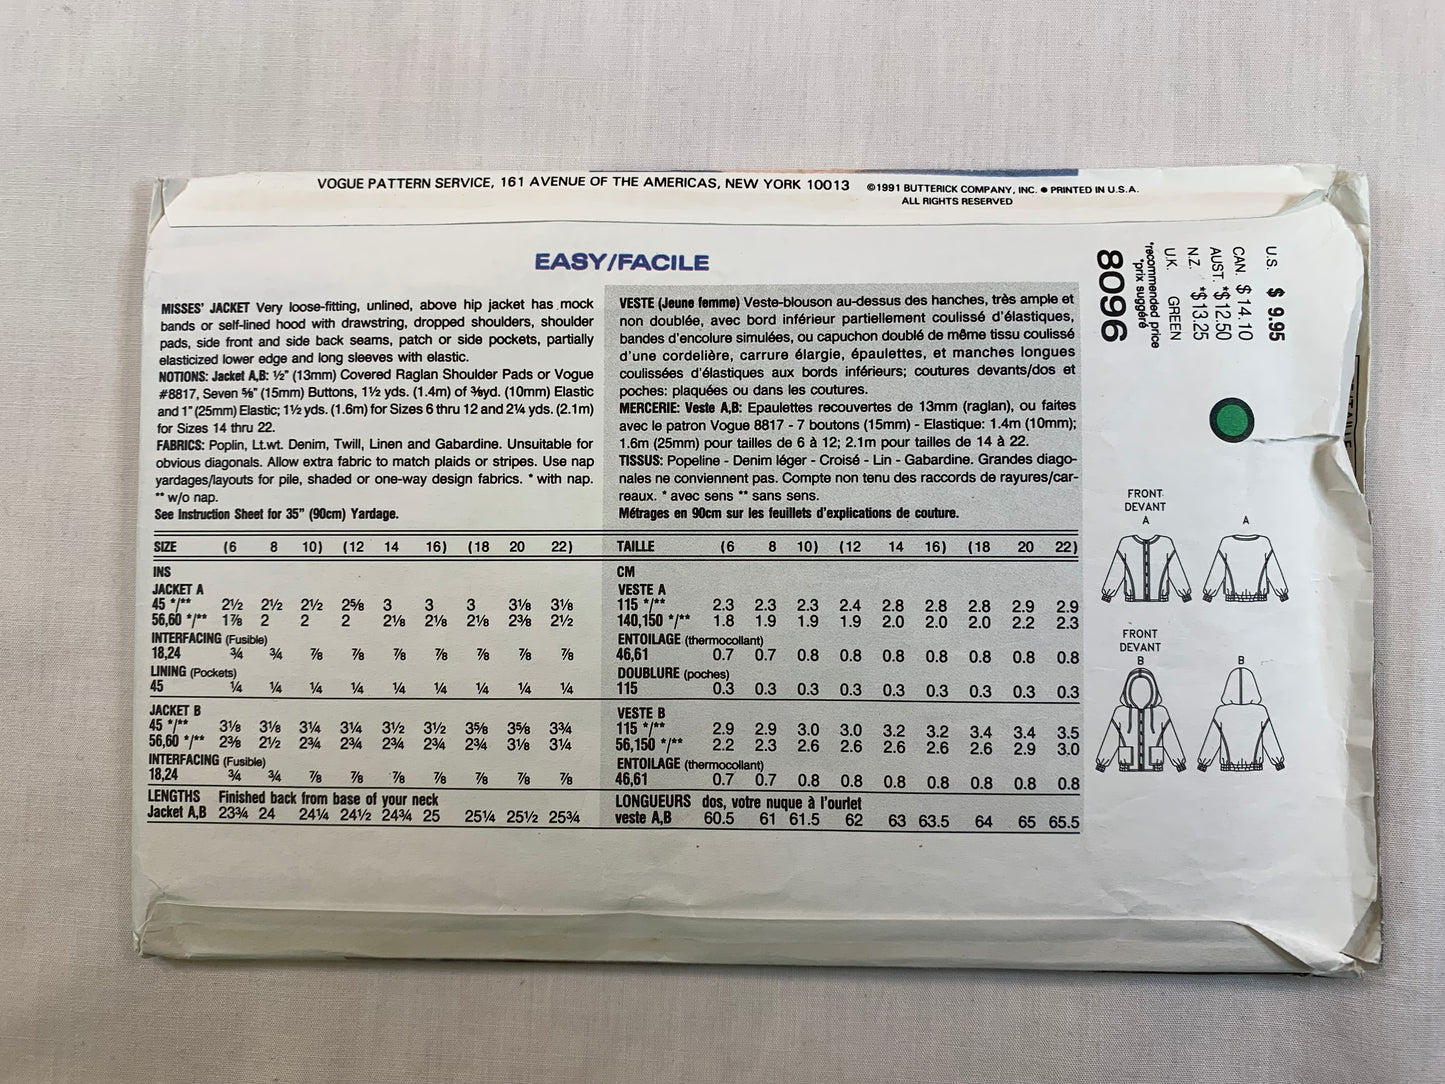 VOGUE PATTERN SERVICE, 161 AVENUE OF THE AMERICAS, NEW YORK 10013 ©1991 BUTTERICK COMPANY, INC. ● PRINTED IN U.S.A.
ALL RIGHTS RESERVED
EASY/FACILE
MISSES' JACKET Very loose-fitting, unlined, above hip jacket has mock
bands or self-lined hood with drawstring, dropped shoulders, shoulder
pads, side front and side back seams, patch or side pockets, partially
elasticized lower edge and long sleeves with elastic.
NOTIONS: Jacket A,B: ½" (13mm) Covered Raglan Shoulder Pads or Vogue
#8817, Seven ⅝" (15mm) Buttons, 1½ yds. (1.4m) of ⅜yd. (10mm) Elastic
and 1" (25mm) Elastic; 1½ yds. (1.6m) for Sizes 6 thru 12 and 2¼ yds. (2.1m)
for Sizes 14 thru 22.
FABRICS: Poplin, Lt.wt. Denim, Twill, Linen and Gabardine. Unsuitable for
obvious diagonals. Allow extra fabric to match plaids or stripes. Use nap
yardages/layouts for pile, shaded or one-way design fabrics. * with nap.
** w/o nap.
See Instruction Sheet for 35" (90cm) Yardage.
SIZE (6 8 10) (12 14 16) (18 20 22)
INS
JACKET A
45 */** 2½ 2½ 2½ 2⅝ 3 3 3 3⅛ 3⅛
56,60 */** 1⅞ 2 2 2 2⅛ 2⅛ 2⅛ 2⅜ 2½
INTERFACING (Fusible)
18,24 ¾ ¾ ⅞ ⅞ ⅞ ⅞ ⅞ ⅞ ⅞
LINING (Pockets)
45 ¼ ¼ ¼ ¼ ¼ ¼ ¼ ¼ ¼
JACKET B
45 */** 3⅛ 3⅛ 3¼ 3¼ 3½ 3½ 3⅝ 3⅝ 3¾
56,60 */** 2⅜ 2½ 2¾ 2¾ 2¾ 2¾ 2¾ 3⅛ 3¼
INTERFACING (Fusible)
18,24 ¾ ¾ ⅞ ⅞ ⅞ ⅞ ⅞ ⅞ ⅞
LENGTHS Finished back from base of your neck
Jacket A,B 23¾ 24 24¼ 24½ 24¾ 25 25¼ 25½ 25¾
VESTE (Jeune femme) Veste-blouson au-dessus des hanches, très ample et
non doublée, avec bord inférieur partiellement coulissé d'élastiques,
bandes d'encolure simulées, ou capuchon doublé de même tissu coulissé
d'une cordelière, carrure élargie, épaulettes, et manches longues
coulissées d'élastiques aux bords inférieurs; coutures devants/dos et
poches: plaquées ou dans les coutures.
MERCERIE: Veste A,B: Epaulettes recouvertes de 13mm (raglan), ou faites
avec le patron Vogue 8817 - 7 boutons (15mm) - Elastique: 1.4m (10mm);
1.6m (25mm) pour tailles de 6 à 12; 2.1m pour tailles de 14 à 22.
TISSUS: Popeline - Denim léger - Croisé - Lin - Gabardine. Grandes diago-
nales ne conviennent pas. Compte non tenu des raccords de rayures/car-
reaux. * avec sens ** sans sens.
Métrages en 90cm sur les feuillets d'explications de couture.
TAILLE (6 8 10) (12 14 16) (18 20 22)
CM
VESTE A
115 */** 2.3 2.3 2.3 2.4 2.8 2.8 2.8 2.9 2.9
140,150 */** 1.8 1.9 1.9 1.9 2.0 2.0 2.0 2.2 2.3
ENTOILAGE (thermocollant)
46,61 0.7 0.7 0.8 0.8 0.8 0.8 0.8 0.8 0.8
DOUBLURE (poches)
115 0.3 0.3 0.3 0.3 0.3 0.3 0.3 0.3 0.3
VESTE B
115 */** 2.9 2.9 3.0 3.0 3.2 3.2 3.4 3.4 3.5
56,150 */** 2.2 2.3 2.6 2.6 2.6 2.6 2.6 2.9 3.0
ENTOILAGE (thermocollant)
46,61 0.7 0.7 0.8 0.8 0.8 0.8 0.8 0.8 0.8
LONGUEURS dos, votre nuque à l'ourlet
veste A,B 60.5 61 61.5 62 63 63.5 64 65 65.5
U.S. $ 9.95
CAN. $ 14.10
AUST. *$12.50
N.Z. *$13.25
U.K. GREEN
*recommended price
*prix suggéré
8096
FRONT
DEVANT
A A
FRONT
DEVANT
B B